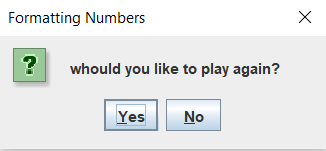 Formatting Numbers
whould you like to play again?
Yes No